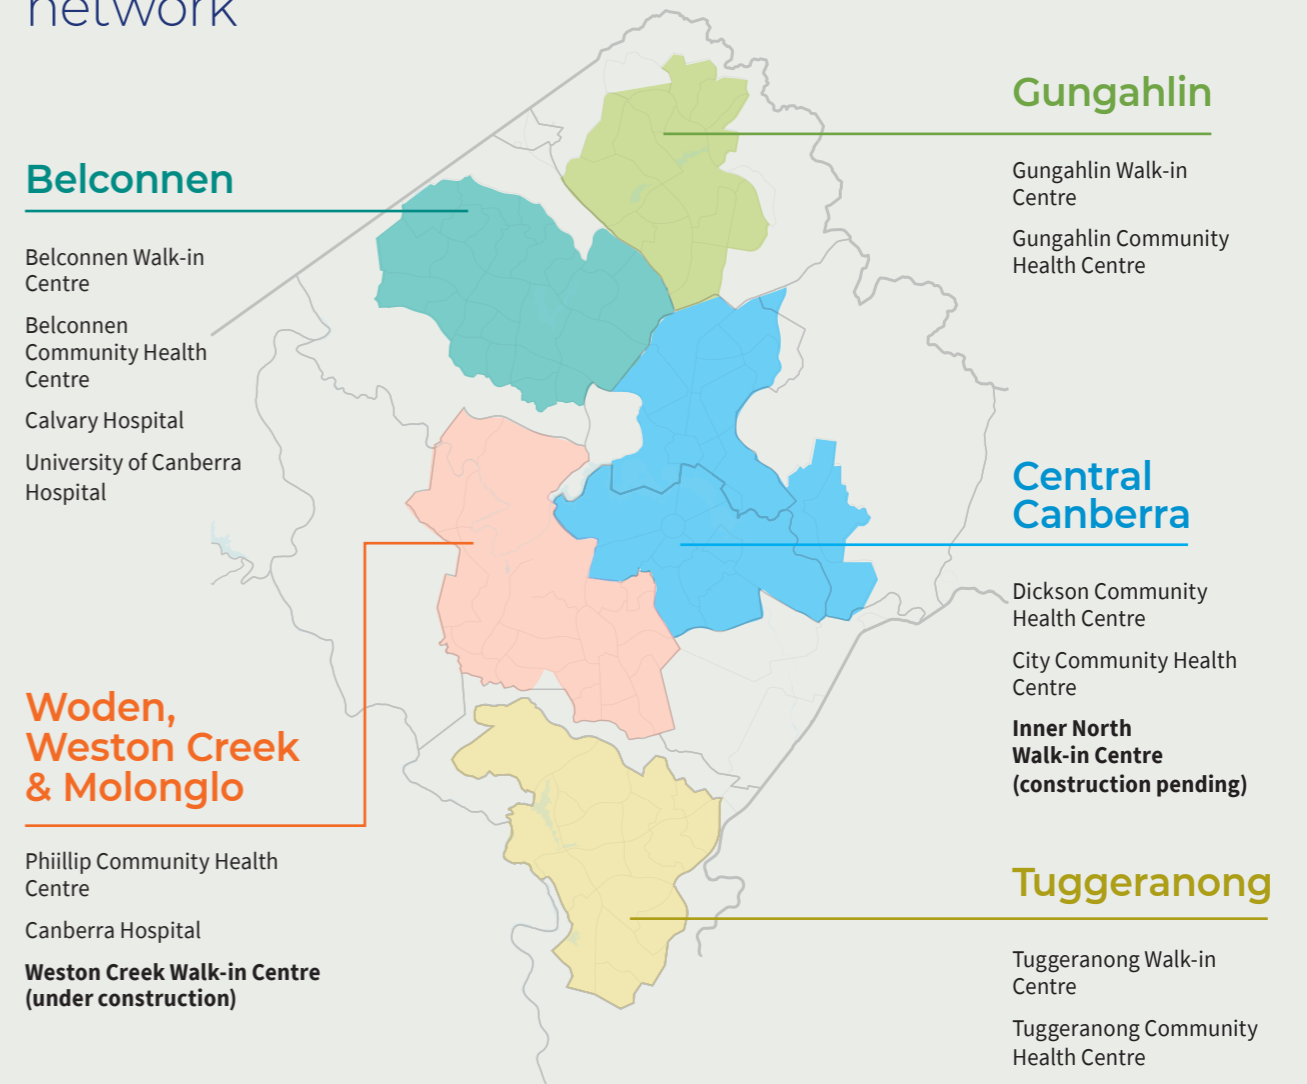 network
Belconnen
Belconnen Walk-in
Centre
Belconnen
Community Health
Centre
Calvary Hospital
University of Canberra
Hospital
Woden,
Weston Creek
& Molonglo
Phiillip Community Health
Centre
Canberra Hospital
Weston Creek Walk-in Centre
(under construction)
Gungahlin
Gungahlin Walk-in
Centre
Gungahlin Community
Health Centre
Central
Canberra
Dickson Community
Health Centre
City Community Health
Centre
Inner North
Walk-in Centre
(construction pending)
Tuggeranong
Tuggeranong Walk-in
Centre
Tuggeranong Community
Health Centre